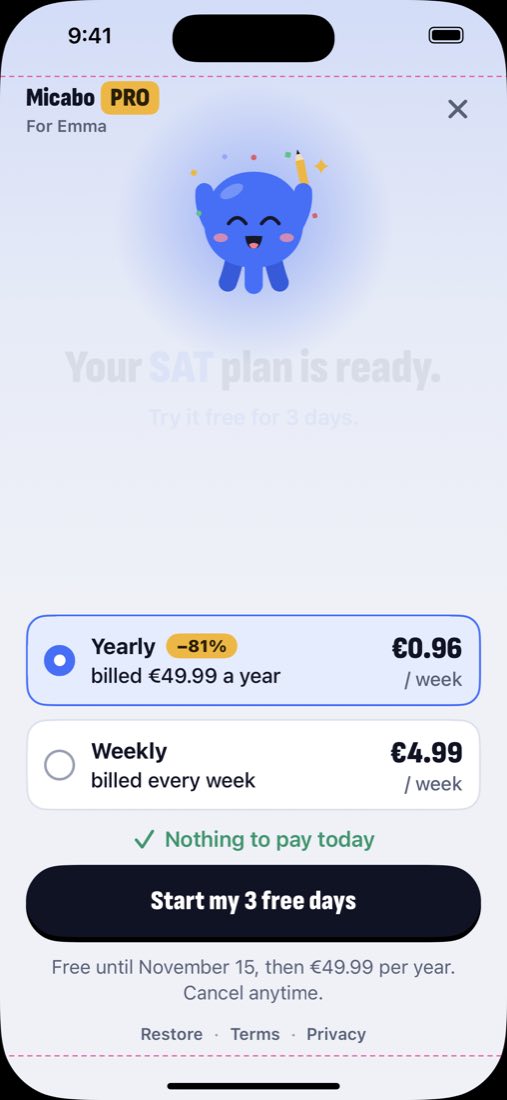 9:41
Micabo PRO
For Emma
Your SAT plan is ready.
Try it free for 3 days.
Yearly −81%
billed €49.99 a year
€0.96
/ week
Weekly
billed every week
€4.99
/ week
✓ Nothing to pay today
Start my 3 free days
Free until November 15, then €49.99 per year.
Cancel anytime.
Restore · Terms · Privacy